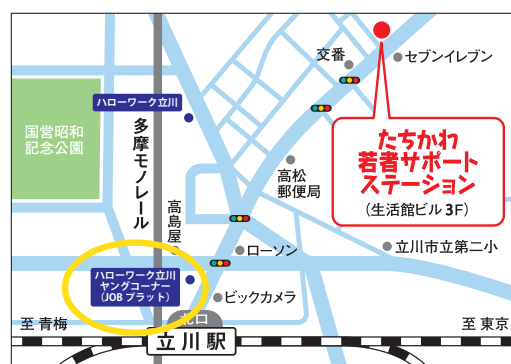 交番
セブンイレブン
ハローワーク立川
国営昭和
記念公園
多摩モノレール
たちかわ
若者サポート
ステーション
(生活館ビル 3F)
高松
郵便局
高島屋
ローソン
立川市立第二小
ハローワーク立川
ヤングコーナー
(JOB プラット)
ビックカメラ
北口
至 青梅
立川駅
至 東京